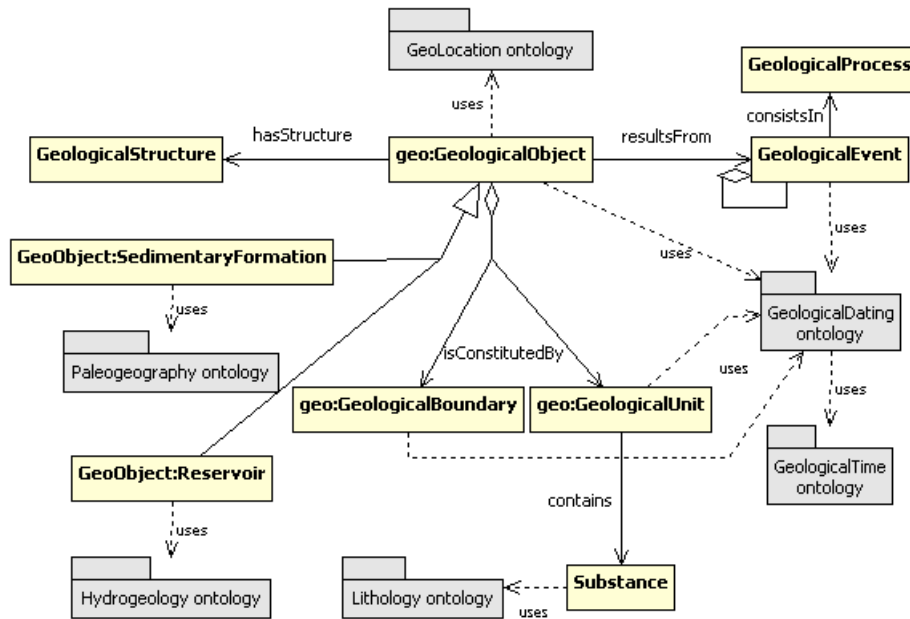 GeoLocation ontology
GeologicalProcess
uses
consistsIn
hasStructure
resultsFrom
GeologicalStructure
geo:GeologicalObject
GeologicalEvent
uses
GeoObject:SedimentaryFormation
uses
uses
GeologicalDating
ontology
Paleogeography ontology
isConstitutedBy
uses
uses
geo:GeologicalBoundary
geo:GeologicalUnit
GeologicalTime
ontology
GeoObject:Reservoir
contains
uses
Hydrogeology ontology
Lithology ontology
Substance
uses